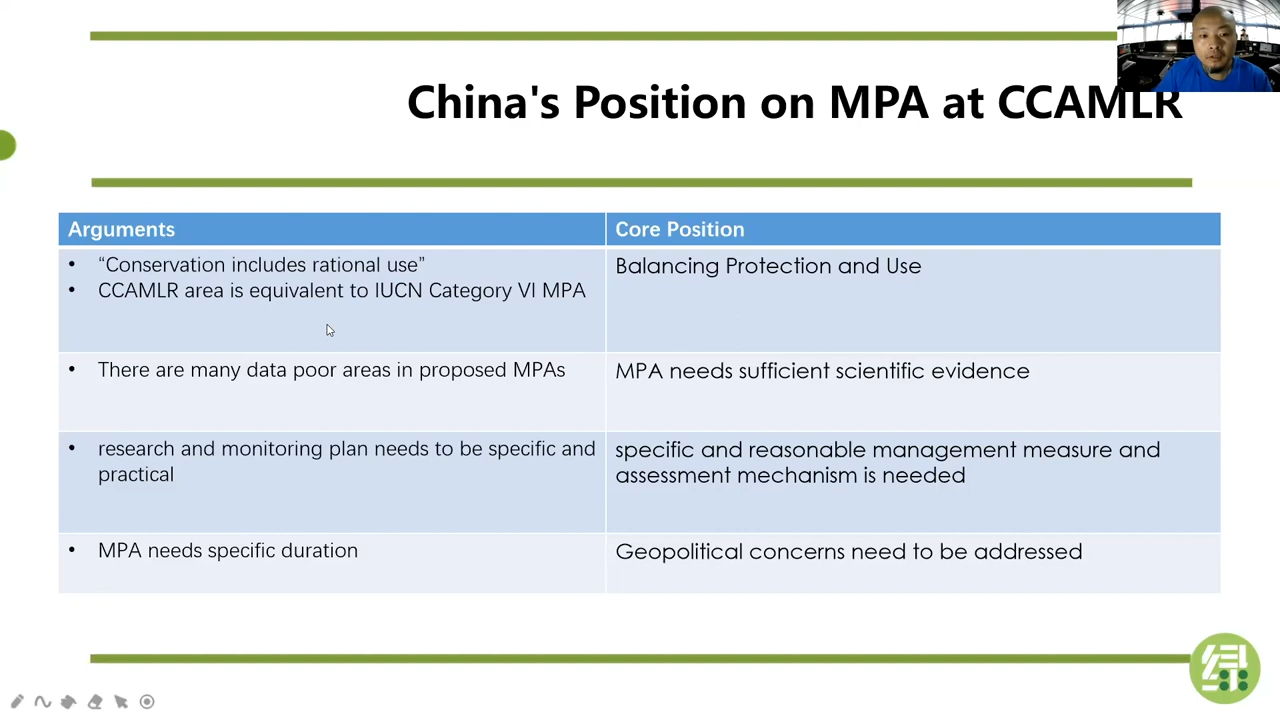 China's Position on MPA at CCAMLR
Arguments
Core Position
• “Conservation includes rational use”
• CCAMLR area is equivalent to IUCN Category VI MPA
Balancing Protection and Use
• There are many data poor areas in proposed MPAs
MPA needs sufficient scientific evidence
• research and monitoring plan needs to be specific and
practical
specific and reasonable management measure and
assessment mechanism is needed
• MPA needs specific duration
Geopolitical concerns need to be addressed